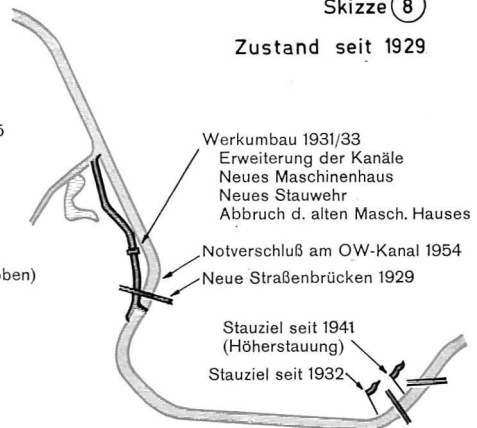 Skizze 8
Zustand seit 1929
Werkumbau 1931/33
Erweiterung der Kanäle
Neues Maschinenhaus
Neues Stauwehr
Abbruch d. alten Masch. Hauses
Notverschluß am OW-Kanal 1954
oben)
Neue Straßenbrücken 1929
Stauziel seit 1941
(Höherstauung)
Stauziel seit 1932